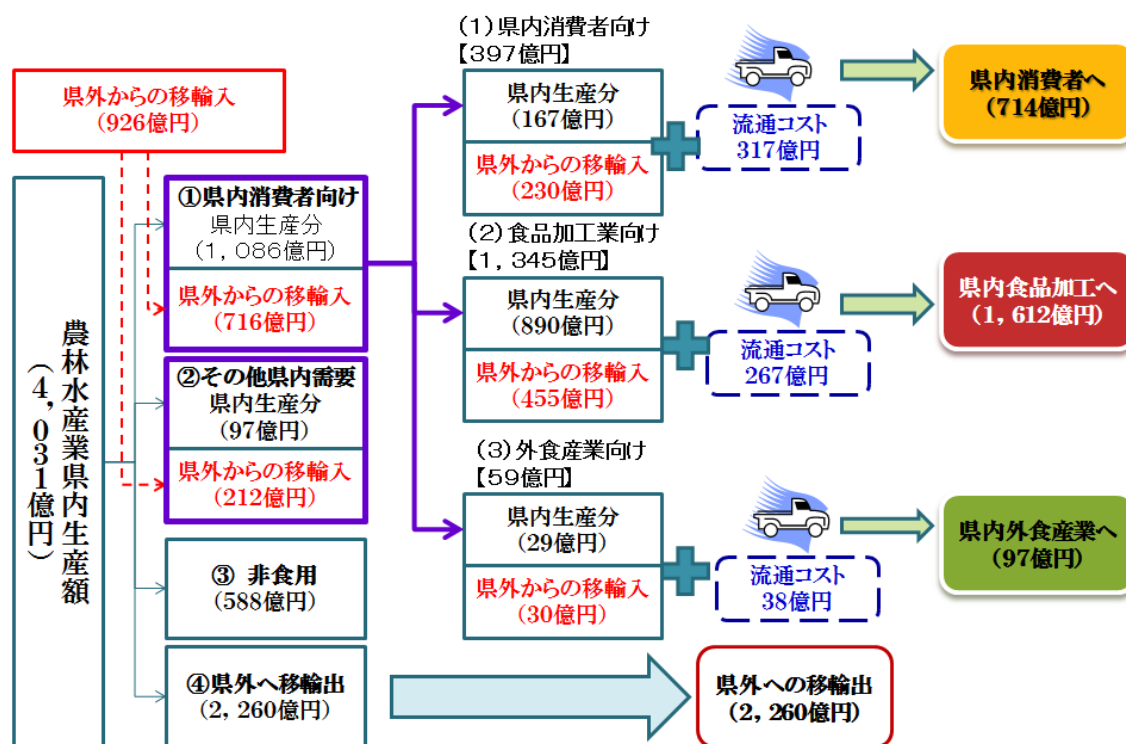 県外からの移輸入
(926億円)
農林水産業県内生産額
(4,031億円)
①県内消費者向け
県内生産分
(1,086億円)
県外からの移輸入
(716億円)
②その他県内需要
県内生産分
(97億円)
県外からの移輸入
(212億円)
③ 非食用
(588億円)
④県外へ移輸出
(2,260億円)
(1)県内消費者向け
【397億円】
県内生産分
(167億円)
県外からの移輸入
(230億円)
流通コスト
317億円
県内消費者へ
(714億円)
(2)食品加工業向け
【1,345億円】
県内生産分
(890億円)
県外からの移輸入
(455億円)
流通コスト
267億円
県内食品加工へ
(1,612億円)
(3)外食産業向け
【59億円】
県内生産分
(29億円)
県外からの移輸入
(30億円)
流通コスト
38億円
県内外食産業へ
(97億円)
県外への移輸出
(2,260億円)